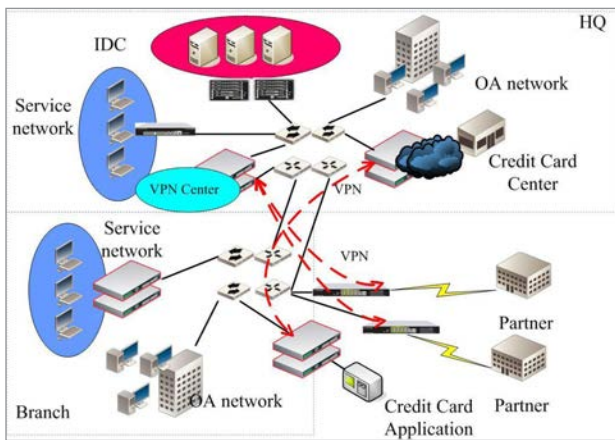 IDC
HQ
OA network
Service
network
Credit Card
Center
VPN Center
VPN
Service
network
VPN
Partner
OA network
Branch
Credit Card
Application
Partner